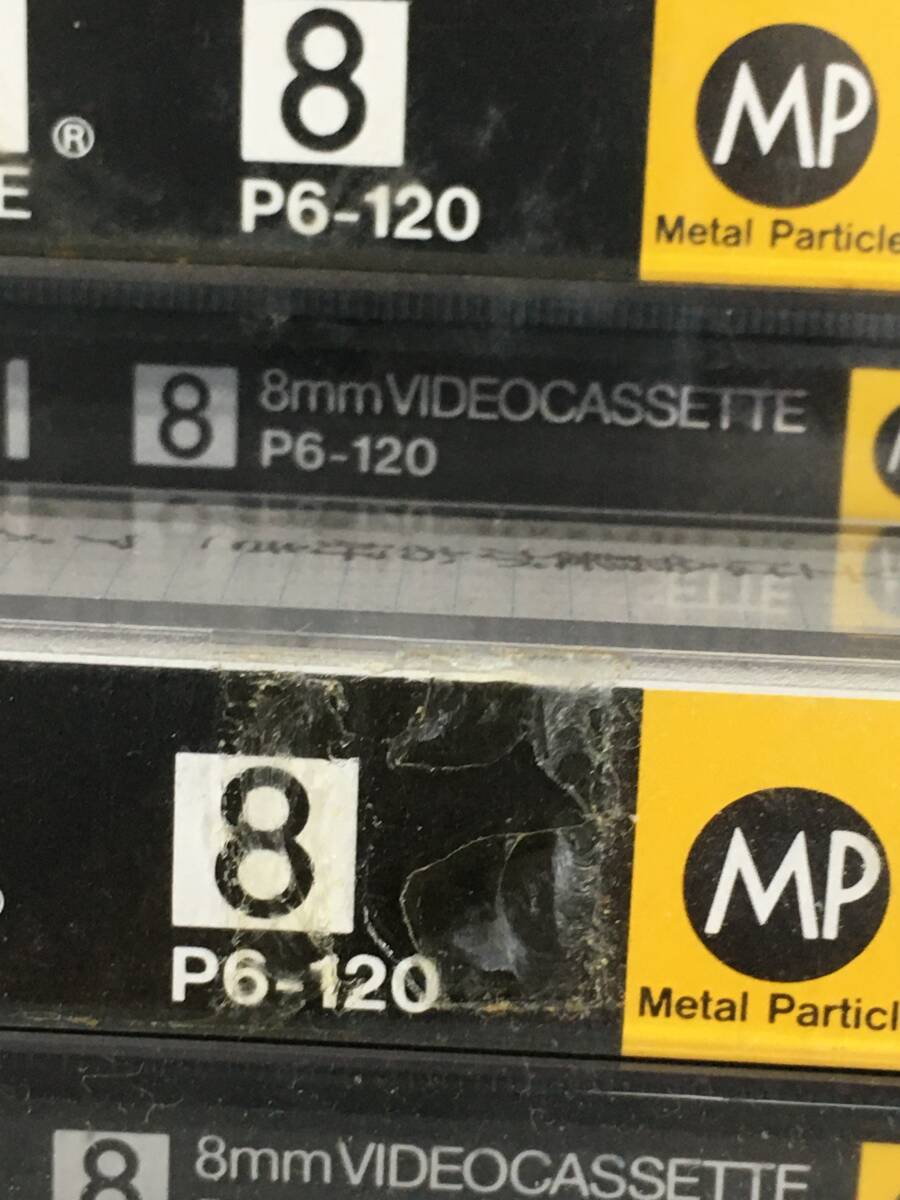 ®
8
MP
E
P6-120
Metal Particle
8
8mm VIDEOCASSETTE
P6-120
8
MP
P6-120
Metal Particl
8
8mm VIDEOCASSETTE